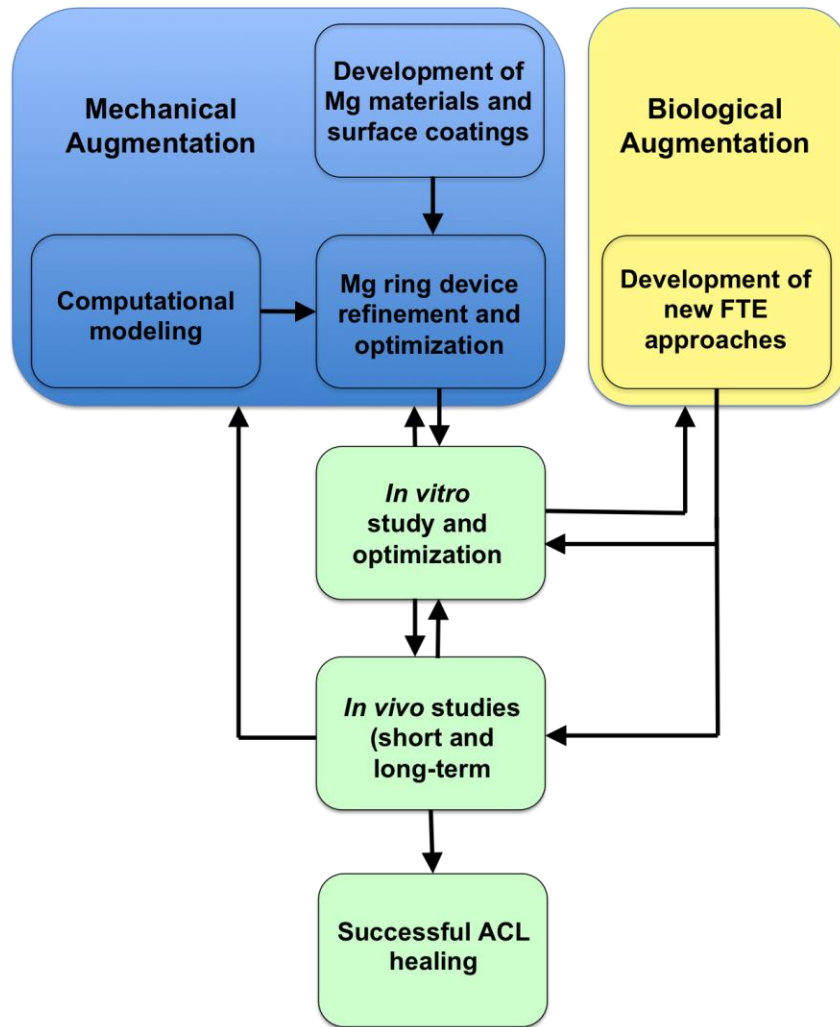 Mechanical
Augmentation
Development of
Mg materials and
surface coatings
Biological
Augmentation
Computational
modeling
Mg ring device
refinement and
optimization
Development of
new FTE
approaches
In vitro
study and
optimization
In vivo studies
(short and
long-term
Successful ACL
healing